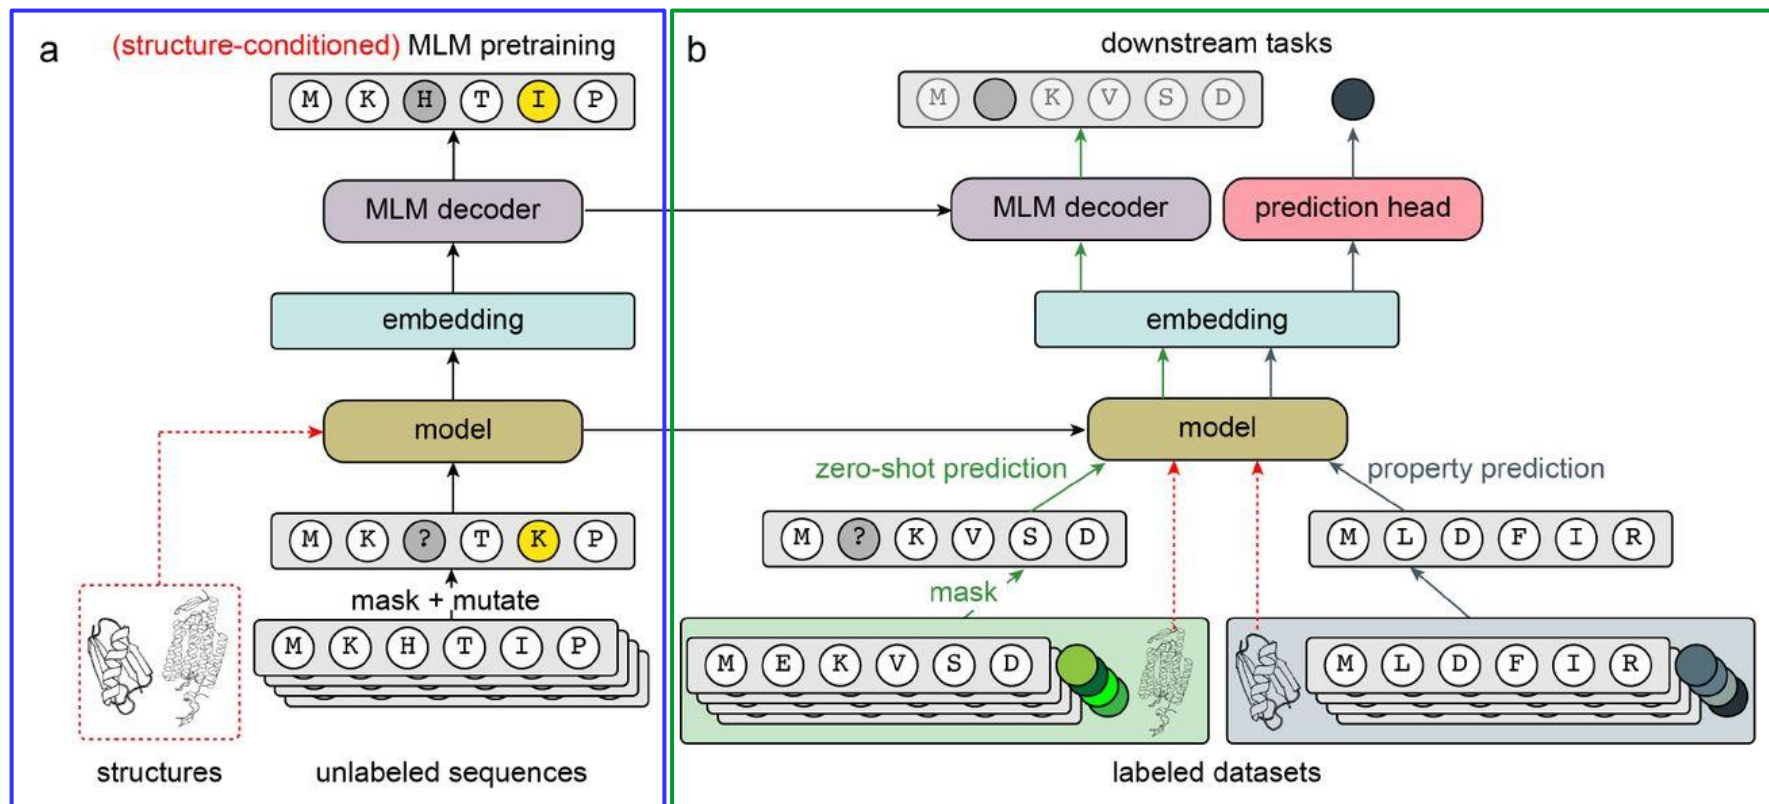 a
(structure-conditioned) MLM pretraining
M K H T I P
MLM decoder
embedding
model
M K ? T K P
mask + mutate
M K H T I P
structures
unlabeled sequences
b
downstream tasks
M K V S D
MLM decoder
prediction head
embedding
model
zero-shot prediction
property prediction
M ? K V S D
M L D F I R
mask
M E K V S D
M L D F I R
labeled datasets